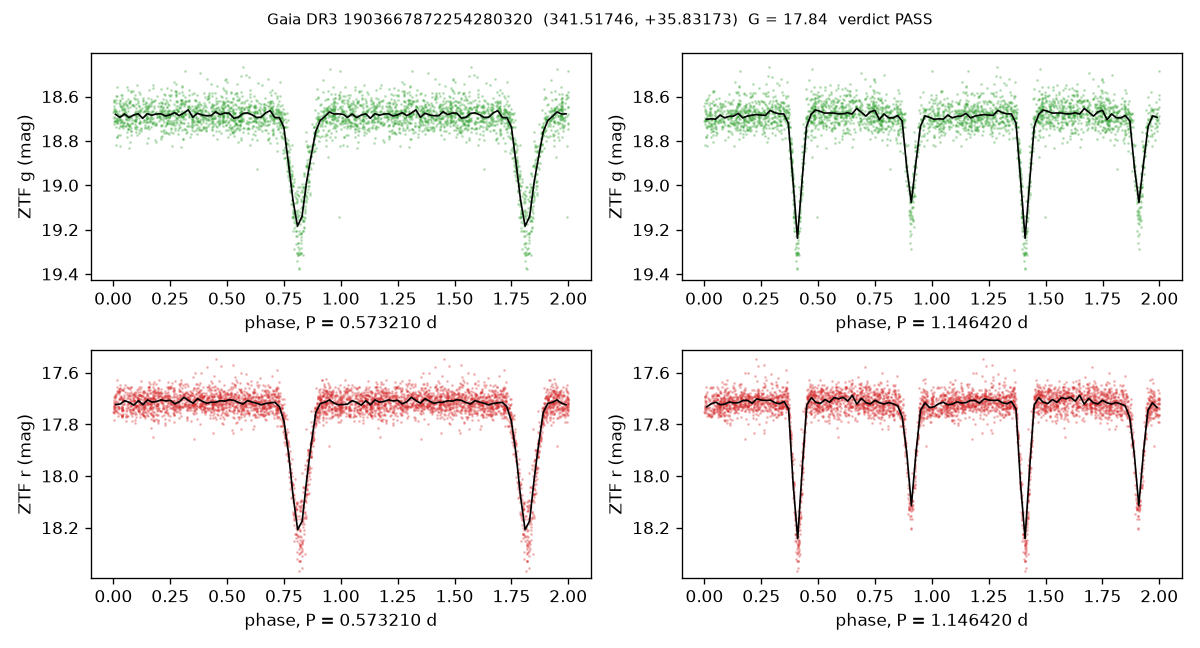 Gaia DR3 1903667872254280320  (341.51746, +35.83173)  G = 17.84  verdict PASS
ZTF g (mag)
18.6
18.8
19.0
19.2
19.4
0.00 0.25 0.50 0.75 1.00 1.25 1.50 1.75 2.00
phase, P = 0.573210 d
ZTF g (mag)
18.6
18.8
19.0
19.2
19.4
0.00 0.25 0.50 0.75 1.00 1.25 1.50 1.75 2.00
phase, P = 1.146420 d
ZTF r (mag)
17.6
17.8
18.0
18.2
0.00 0.25 0.50 0.75 1.00 1.25 1.50 1.75 2.00
phase, P = 0.573210 d
ZTF r (mag)
17.6
17.8
18.0
18.2
0.00 0.25 0.50 0.75 1.00 1.25 1.50 1.75 2.00
phase, P = 1.146420 d